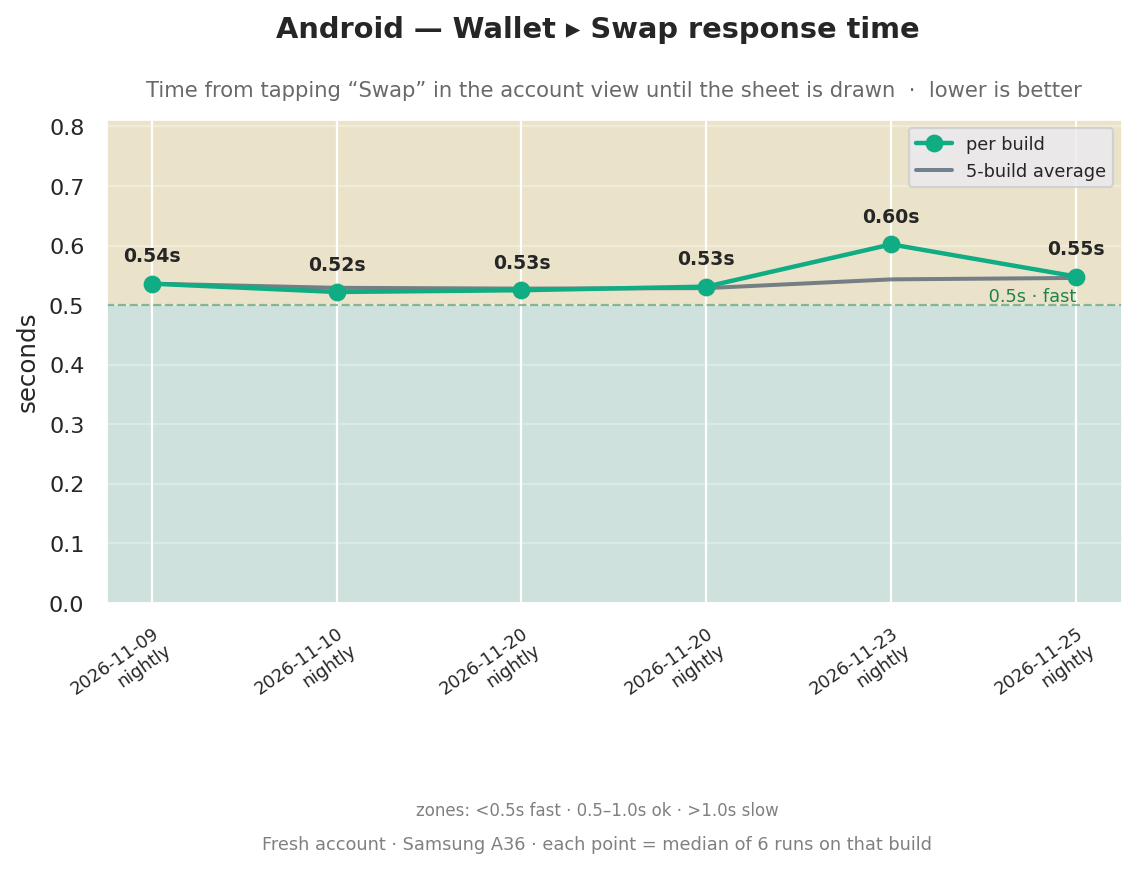 Android — Wallet ▸ Swap response time
Time from tapping “Swap” in the account view until the sheet is drawn · lower is better
seconds
0.8
0.7
0.6
0.5
0.4
0.3
0.2
0.1
0.0
per build
5-build average
0.54s
0.52s
0.53s
0.53s
0.60s
0.55s
0.5s · fast
2026-11-09
nightly
2026-11-10
nightly
2026-11-20
nightly
2026-11-20
nightly
2026-11-23
nightly
2026-11-25
nightly
zones: <0.5s fast · 0.5–1.0s ok · >1.0s slow
Fresh account · Samsung A36 · each point = median of 6 runs on that build